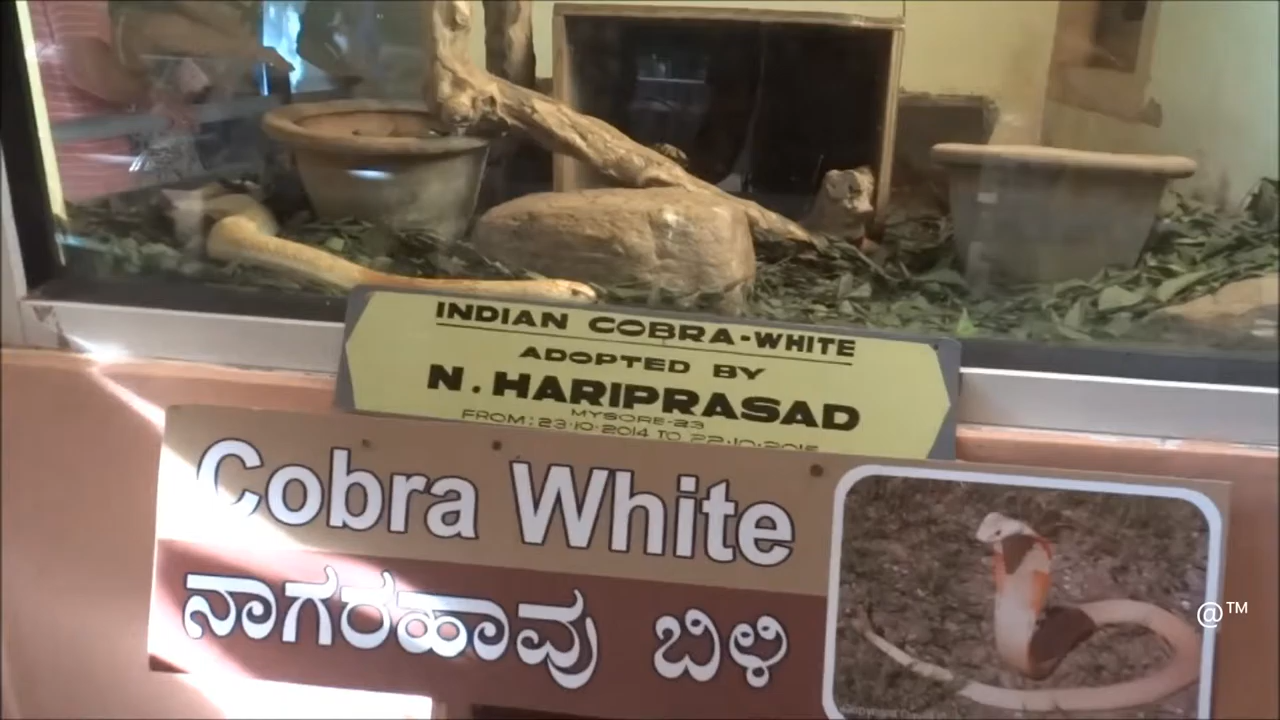 INDIAN COBRA-WHITE
ADOPTED BY
N. HARIPRASAD
MYSORE-23
FROM: 23-10-2014 TO 22-10-2015
Cobra White
ನಾಗರಹಾವು ಬಿಳಿ
@™